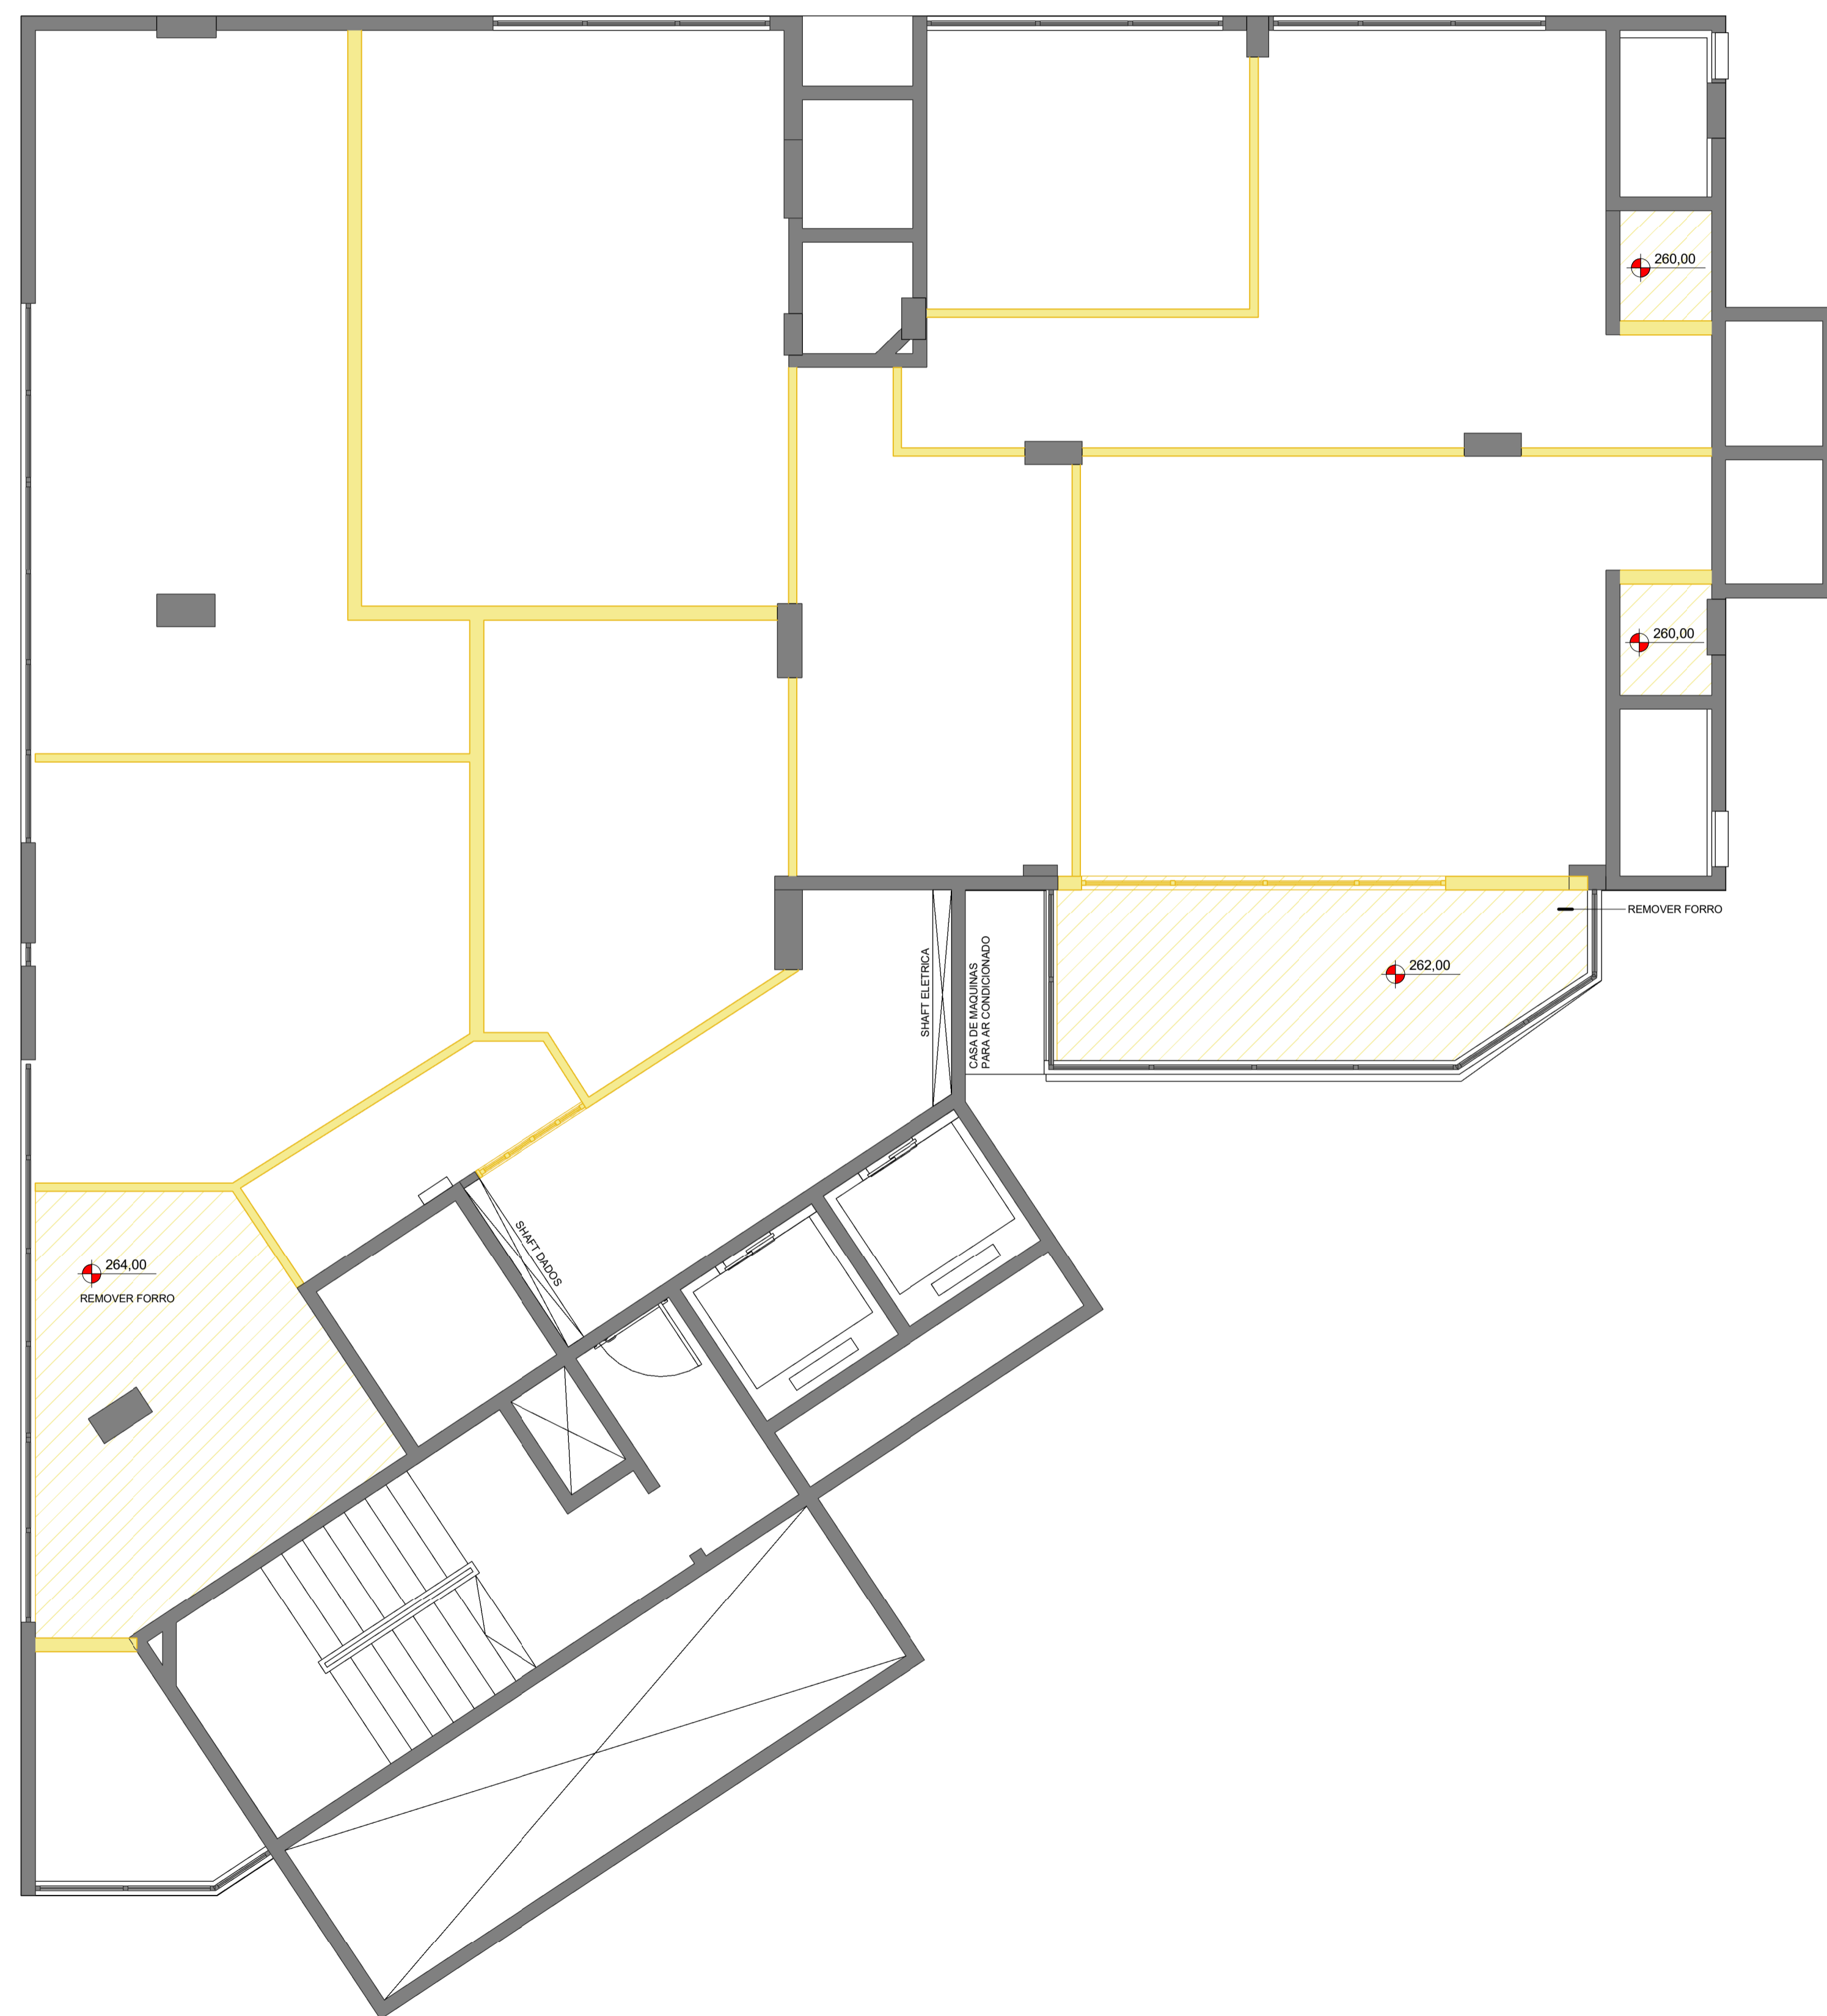 260,00
260,00
REMOVER FORRO
SHAFT ELETRICA
CASA DE MAQUINAS
PARA AR CONDICIONADO
262,00
SHAFT DADOS
264,00
REMOVER FORRO